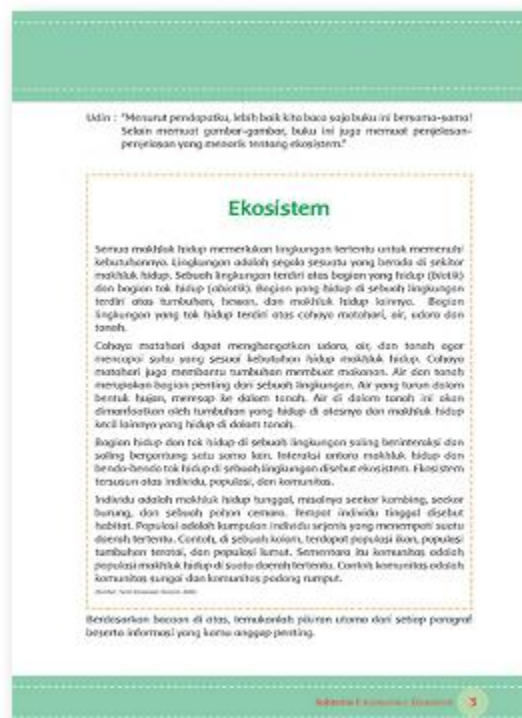 Udin : "Menurut pendapatku, lebih baik kita baca saja buku ini bersama-sama!
Selain memuat gambar-gambar, buku ini juga memuat penjelasan-
penjelasan yang menarik tentang ekosistem."
Ekosistem
Semua makhluk hidup memerlukan lingkungan tertentu untuk memenuhi
kebutuhannya. Lingkungan adalah segala sesuatu yang berada di sekitar
makhluk hidup. Sebuah lingkungan terdiri atas bagian yang hidup (biotik)
dan bagian tak hidup (abiotik). Bagian yang hidup di sebuah lingkungan
terdiri atas tumbuhan, hewan, dan makhluk hidup lainnya. Bagian
lingkungan yang tak hidup terdiri atas cahaya matahari, air, udara dan
tanah.
Cahaya matahari dapat menghangatkan udara, air, dan tanah agar
mencapai suhu yang sesuai kebutuhan hidup makhluk hidup. Cahaya
matahari juga membantu tumbuhan membuat makanan. Air dan tanah
merupakan bagian penting dari sebuah lingkungan. Air yang turun dalam
bentuk hujan, meresap ke dalam tanah. Air di dalam tanah ini akan
dimanfaatkan oleh tumbuhan yang hidup di atasnya dan makhluk hidup
kecil lainnya yang hidup di dalam tanah.
Bagian hidup dan tak hidup di sebuah lingkungan saling berinteraksi dan
saling bergantung satu sama lain. Interaksi antara makhluk hidup dan
benda-benda tak hidup di sebuah lingkungan disebut ekosistem. Ekosistem
tersusun atas individu, populasi, dan komunitas.
Individu adalah makhluk hidup tunggal, misalnya seekor kambing, seekor
burung, dan sebuah pohon cemara. Tempat individu tinggal disebut
habitat. Populasi adalah kumpulan individu sejenis yang menempati suatu
daerah tertentu. Contoh, di sebuah kolam, terdapat populasi ikan, populasi
tumbuhan teratai, dan populasi lumut. Sementara itu komunitas adalah
populasi makhluk hidup di suatu daerah tertentu. Contoh komunitas adalah
komunitas sungai dan komunitas padang rumput.
Berdasarkan bacaan di atas, temukanlah pikiran utama dari setiap paragraf
beserta informasi yang kamu anggap penting.
Subtema 1: Komponen Ekosistem 3